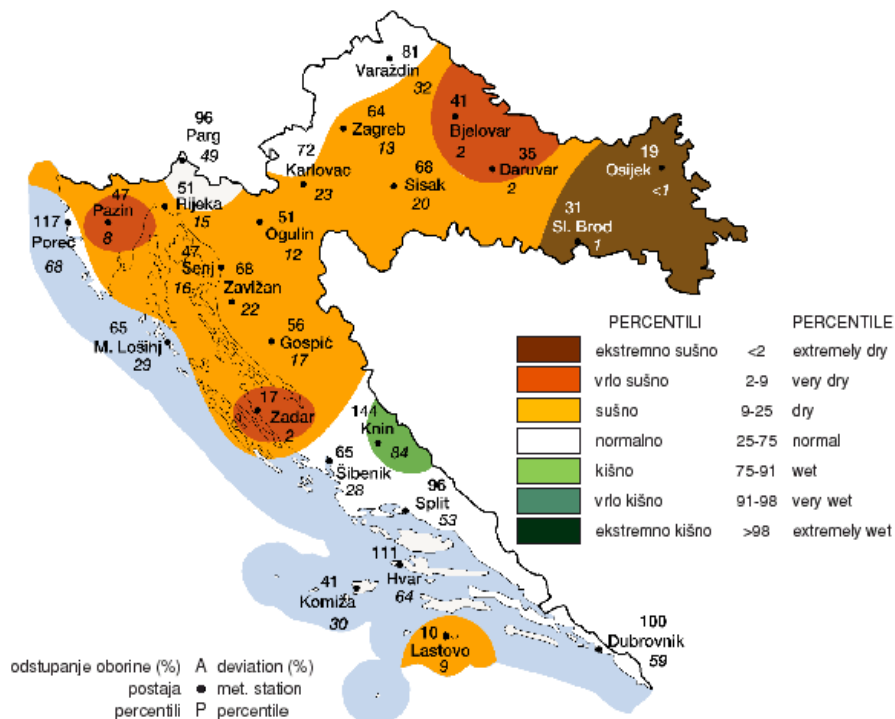 81
Varaždin
32
41
Bjelovar
2
64
Zagreb
13
96
Parg
49
72
Karlovac
23
35
Daruvar
2
19
Osijek
<1
68
Sisak
20
31
Sl. Brod
1
47
Pazin
8
51
Rijeka
15
117
Poreč
68
51
Ogulin
12
47
Senj
16
68
Zavižan
22
65
M. Lošinj
29
56
Gospić
17
17
Zadar
2
144
Knin
84
65
Šibenik
28
96
Split
53
111
Hvar
64
41
Komiža
30
10
Lastovo
9
100
Dubrovnik
59
PERCENTILI PERCENTILE
ekstremno sušno <2 extremely dry
vrlo sušno 2-9 very dry
sušno 9-25 dry
normalno 25-75 normal
kišno 75-91 wet
vrlo kišno 91-98 very wet
ekstremno kišno >98 extremely wet
odstupanje oborine (%) A deviation (%)
postaja ● met. station
percentili P percentile